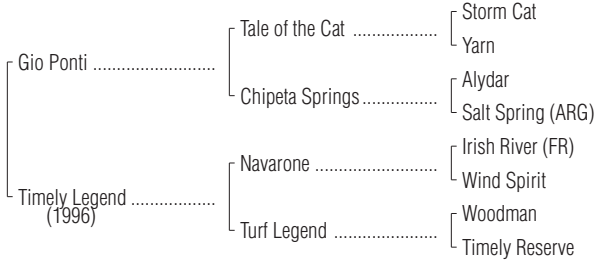 Storm Cat
Tale of the Cat ..................
Yarn
Gio Ponti ..........................
Alydar
Chipeta Springs................
Salt Spring (ARG)
Irish River (FR)
Navarone ..........................
Wind Spirit
Timely Legend ..................
(1996)
Woodman
Turf Legend ......................
Timely Reserve